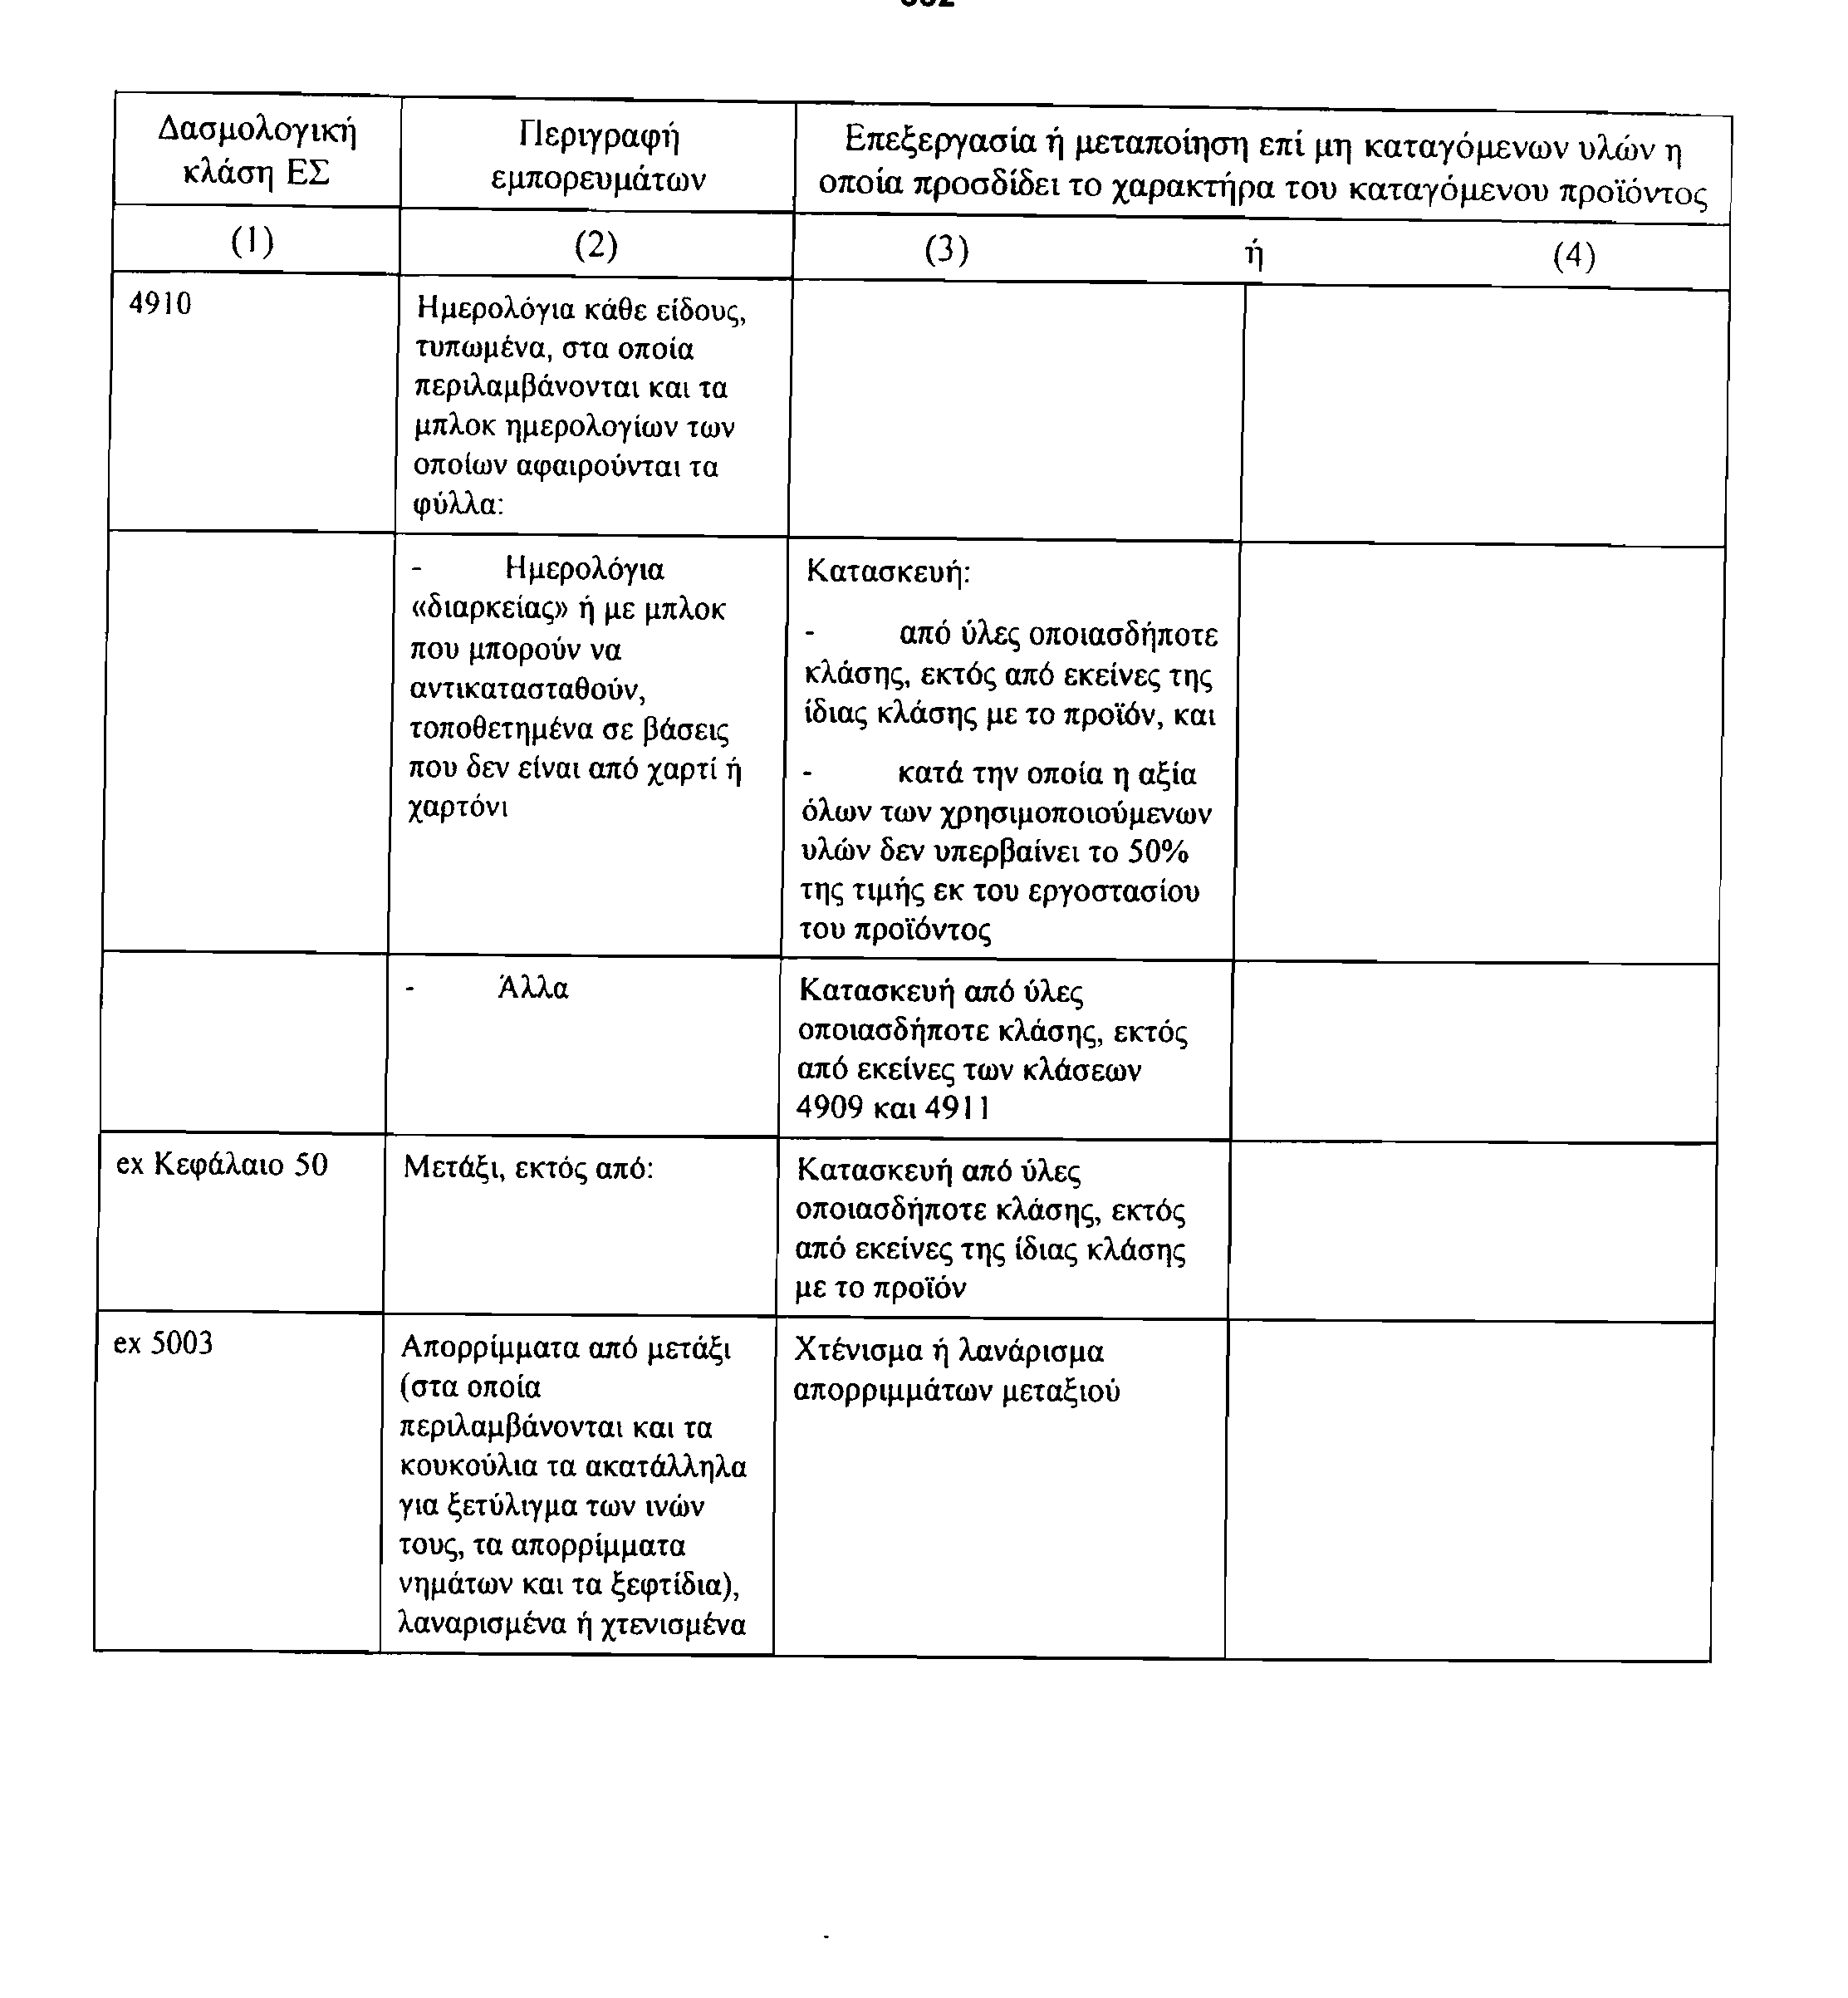 Δασμολογική
κλάση ΕΣ
Περιγραφή
εμπορευμάτων
Επεξεργασία ή μεταποίηση επί μη καταγόμενων υλών η
οποία προσδίδει το χαρακτήρα του καταγόμενου προϊόντος
(1)
(2)
(3) ή (4)
4910
Ημερολόγια κάθε είδους,
τυπωμένα, στα οποία
περιλαμβάνονται και τα
μπλοκ ημερολογίων των
οποίων αφαιρούνται τα
φύλλα:
- Ημερολόγια
«διαρκείας» ή με μπλοκ
που μπορούν να
αντικατασταθούν,
τοποθετημένα σε βάσεις
που δεν είναι από χαρτί ή
χαρτόνι
Κατασκευή:
- από ύλες οποιασδήποτε
κλάσης, εκτός από εκείνες της
ίδιας κλάσης με το προϊόν, και
- κατά την οποία η αξία
όλων των χρησιμοποιούμενων
υλών δεν υπερβαίνει το 50%
της τιμής εκ του εργοστασίου
του προϊόντος
- Άλλα
Κατασκευή από ύλες
οποιασδήποτε κλάσης, εκτός
από εκείνες των κλάσεων
4909 και 4911
ex Κεφάλαιο 50
Μετάξι, εκτός από:
Κατασκευή από ύλες
οποιασδήποτε κλάσης, εκτός
από εκείνες της ίδιας κλάσης
με το προϊόν
ex 5003
Απορρίμματα από μετάξι
(στα οποία
περιλαμβάνονται και τα
κουκούλια τα ακατάλληλα
για ξετύλιγμα των ινών
τους, τα απορρίμματα
νημάτων και τα ξεφτίδια),
λαναρισμένα ή χτενισμένα
Χτένισμα ή λανάρισμα
απορριμμάτων μεταξιού